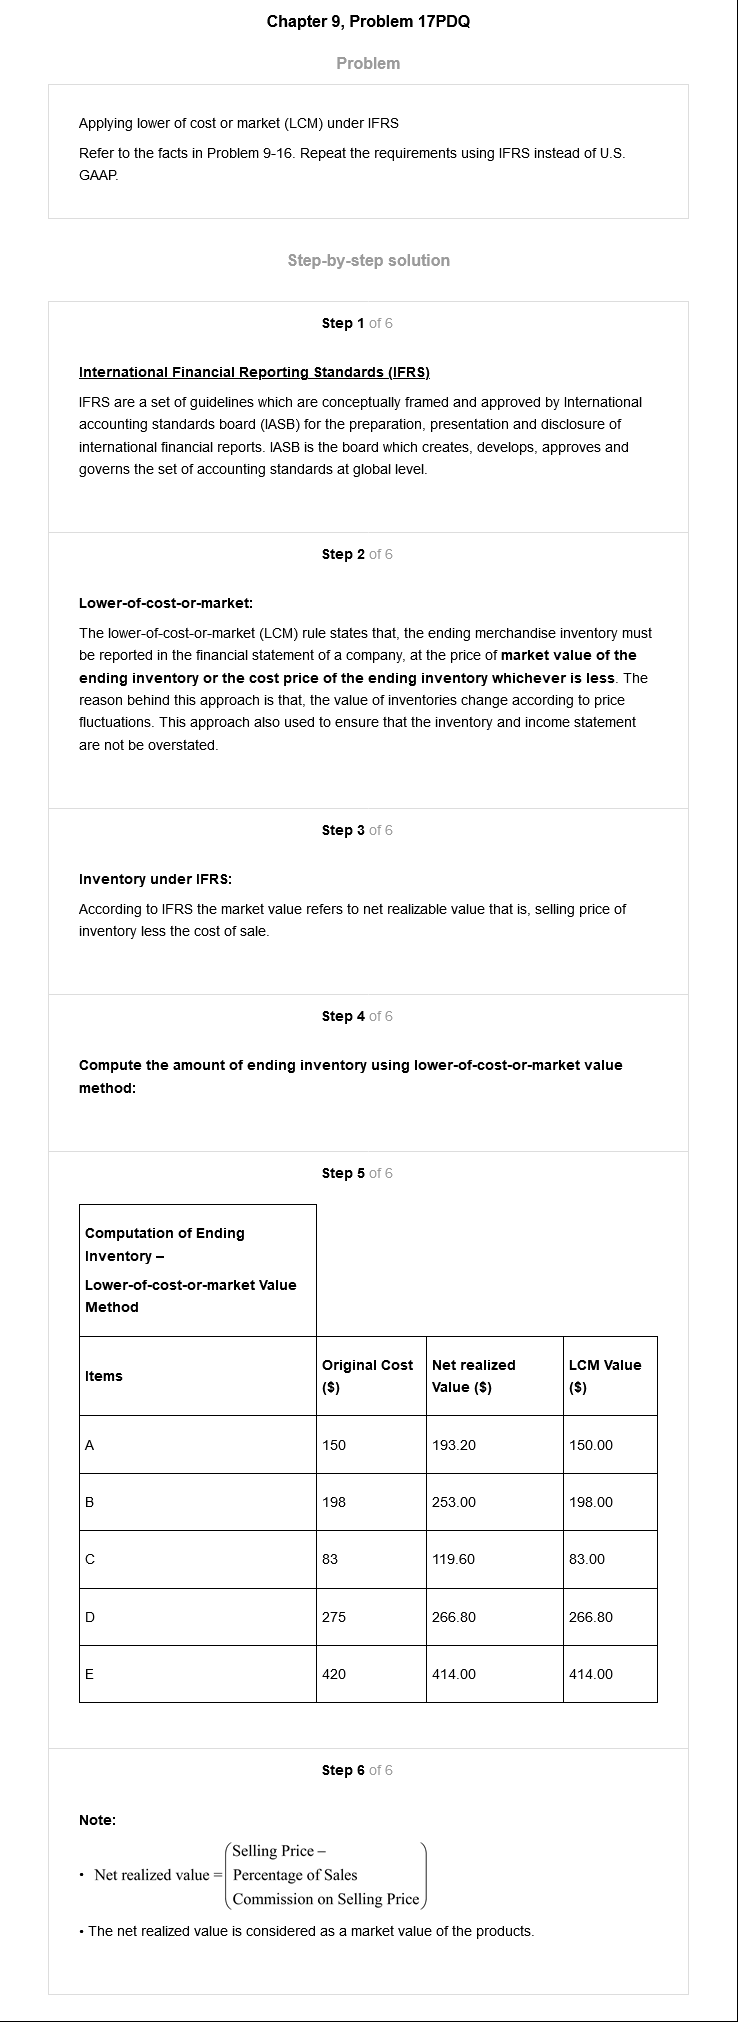 Chapter 9, Problem 17PDQ
Problem
Applying lower of cost or market (LCM) under IFRS
Refer to the facts in Problem 9-16. Repeat the requirements using IFRS instead of U.S.
GAAP.
Step-by-step solution
Step 1 of 6
International Financial Reporting Standards (IFRS)
IFRS are a set of guidelines which are conceptually framed and approved by International
accounting standards board (IASB) for the preparation, presentation and disclosure of
international financial reports. IASB is the board which creates, develops, approves and
governs the set of accounting standards at global level.
Step 2 of 6
Lower-of-cost-or-market:
The lower-of-cost-or-market (LCM) rule states that, the ending merchandise inventory must
be reported in the financial statement of a company, at the price of market value of the
ending inventory or the cost price of the ending inventory whichever is less. The
reason behind this approach is that, the value of inventories change according to price
fluctuations. This approach also used to ensure that the inventory and income statement
are not be overstated.
Step 3 of 6
Inventory under IFRS:
According to IFRS the market value refers to net realizable value that is, selling price of
inventory less the cost of sale.
Step 4 of 6
Compute the amount of ending inventory using lower-of-cost-or-market value
method:
Step 5 of 6
Computation of Ending
Inventory –
Lower-of-cost-or-market Value
Method
Items Original Cost ($) Net realized Value ($) LCM Value ($)
A 150 193.20 150.00
B 198 253.00 198.00
C 83 119.60 83.00
D 275 266.80 266.80
E 420 414.00 414.00
Step 6 of 6
Note:
Selling Price –
• Net realized value = Percentage of Sales
Commission on Selling Price
• The net realized value is considered as a market value of the products.